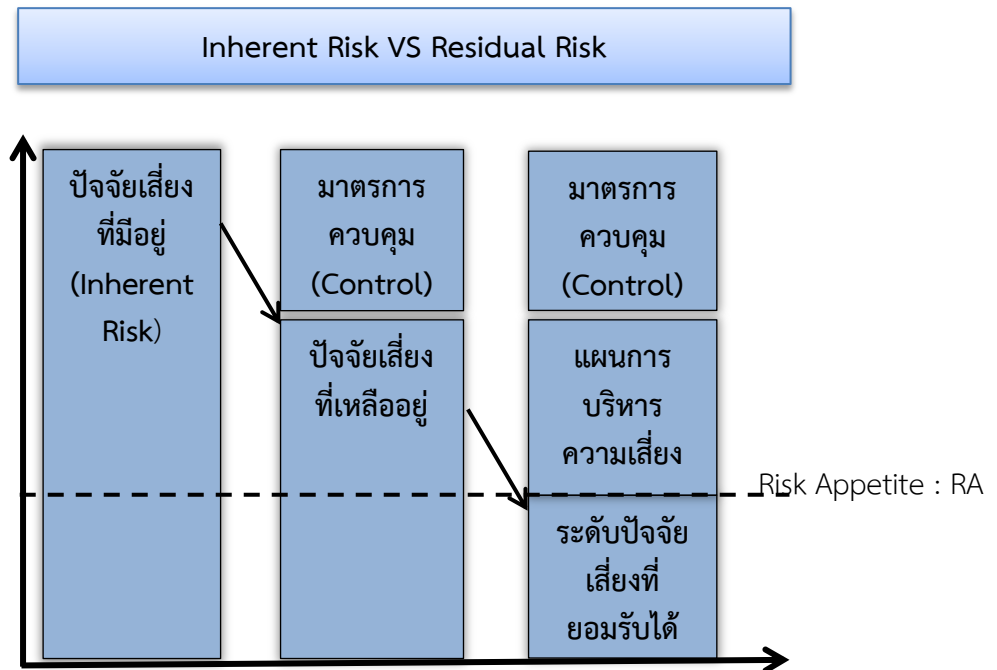 Inherent Risk VS Residual Risk
ปัจจัยเสี่ยง
ที่มีอยู่
(Inherent
Risk)
มาตรการ
ควบคุม
(Control)
ปัจจัยเสี่ยง
ที่เหลืออยู่
มาตรการ
ควบคุม
(Control)
แผนการ
บริหาร
ความเสี่ยง
Risk Appetite : RA
ระดับปัจจัย
เสี่ยงที่
ยอมรับได้